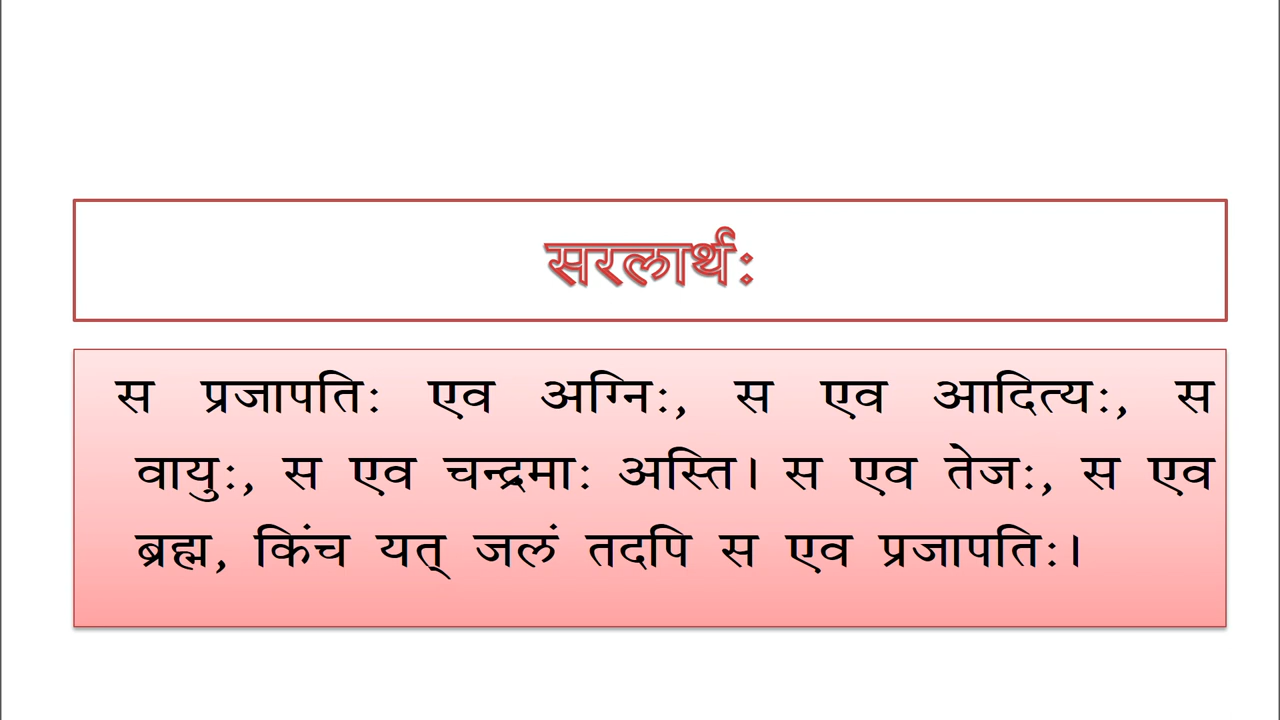 सरलार्थः
स प्रजापतिः एव अग्निः, स एव आदित्यः, स
वायुः, स एव चन्द्रमाः अस्ति। स एव तेजः, स एव
ब्रह्म, किंच यत् जलं तदपि स एव प्रजापतिः।